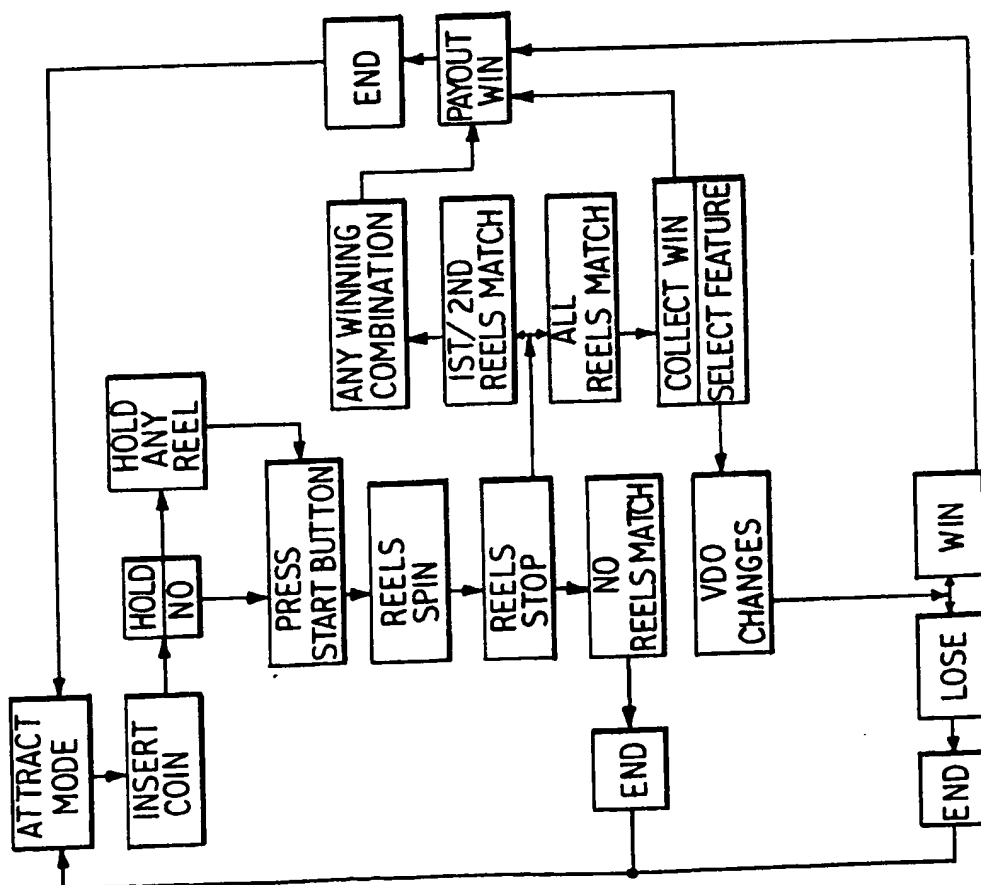 ATTRACT
MODE
INSERT
COIN
HOLD
NO
HOLD
ANY
REEL
PRESS
START BUTTON
REELS
SPIN
REELS
STOP
NO
REELS MATCH
END
ANY WINNING
COMBINATION
1ST/2ND
REELS MATCH
ALL
REELS MATCH
COLLECT WIN
SELECT FEATURE
PAYOUT
WIN
END
VDO
CHANGES
WIN
LOSE
END